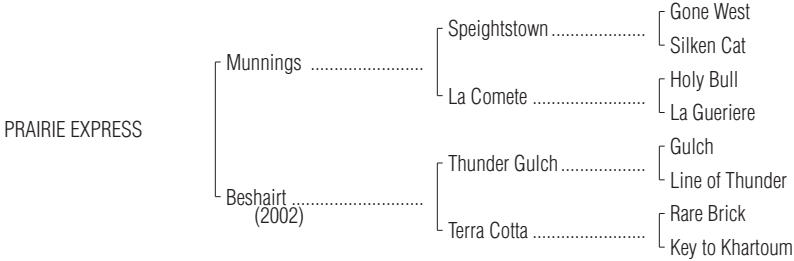 Gone West
Speightstown ......................
Silken Cat
Munnings ..........................
Holy Bull
La Comete ..........................
La Gueriere
PRAIRIE EXPRESS
Gulch
Thunder Gulch ....................
Line of Thunder
Beshairt ..............................
(2002)
Rare Brick
Terra Cotta ..........................
Key to Khartoum